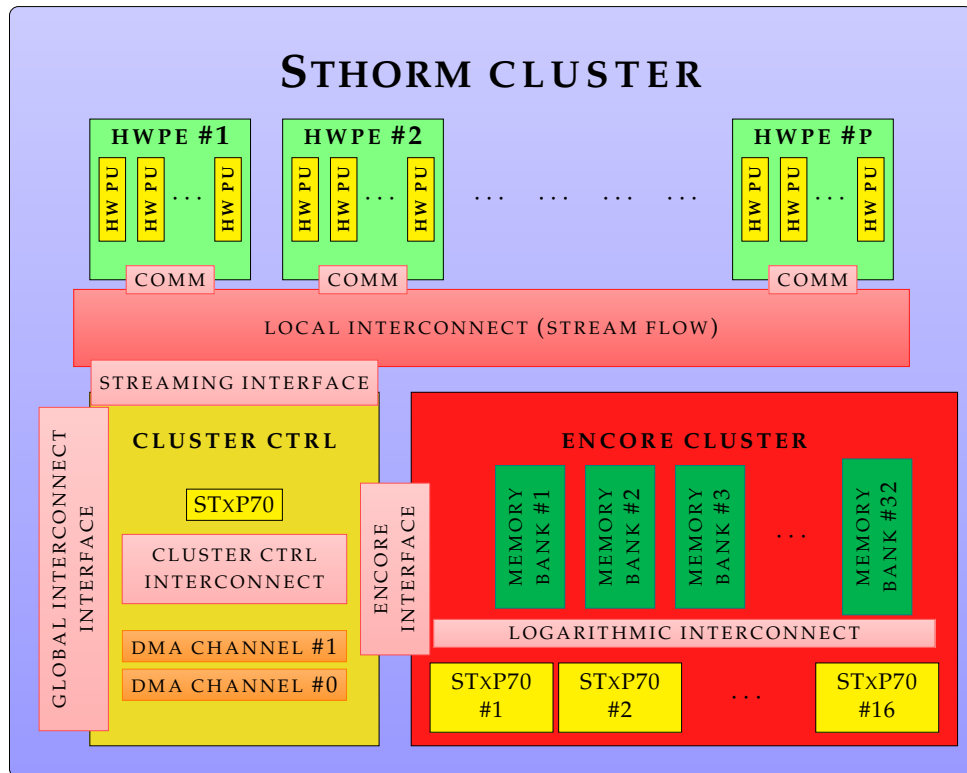 STHORM CLUSTER
HWPE #1
HWPE #2
HWPE #P
HW PU
HW PU
...
HW PU
HW PU
HW PU
...
HW PU
... ... ... ...
HW PU
HW PU
...
HW PU
COMM
COMM
COMM
LOCAL INTERCONNECT (STREAM FLOW)
STREAMING INTERFACE
GLOBAL INTERCONNECT
INTERFACE
CLUSTER CTRL
STxP70
CLUSTER CTRL
INTERCONNECT
DMA CHANNEL #1
DMA CHANNEL #0
ENCORE
INTERFACE
ENCORE CLUSTER
MEMORY
BANK #1
MEMORY
BANK #2
MEMORY
BANK #3
...
MEMORY
BANK #32
LOGARITHMIC INTERCONNECT
STxP70
#1
STxP70
#2
...
STxP70
#16